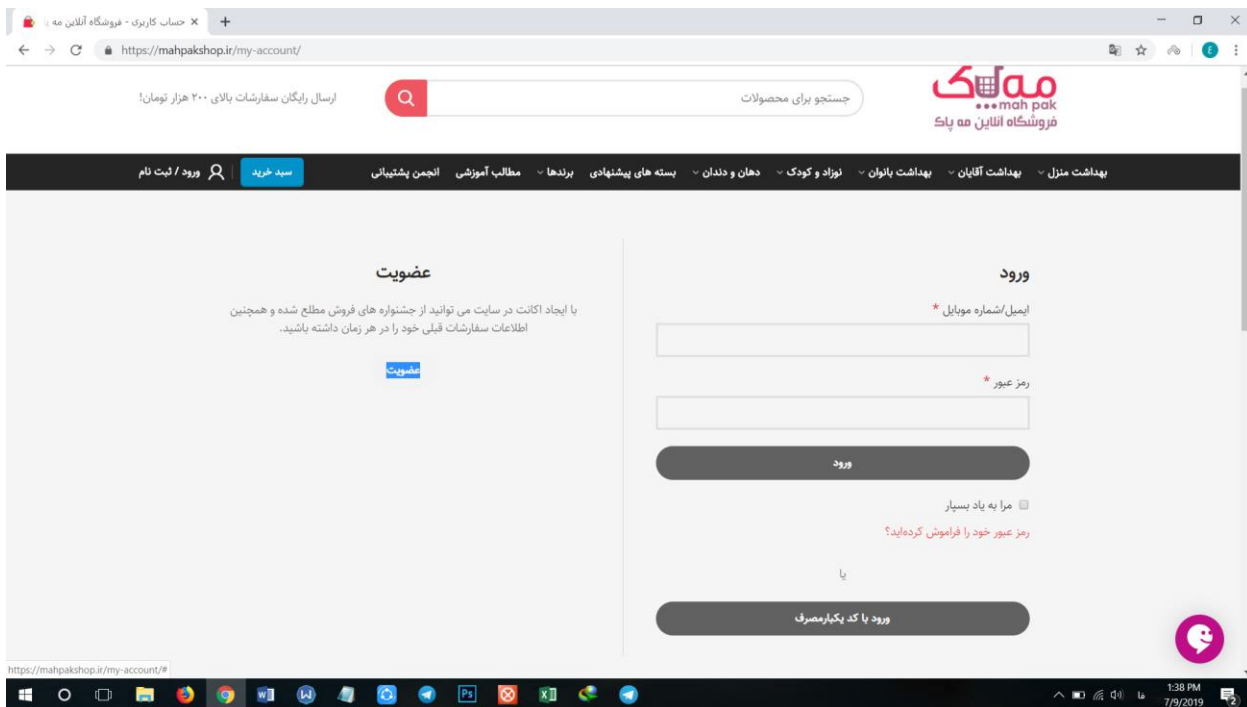 حساب کاربری - فروشگاه آنلاین مه
https://mahpakshop.ir/my-account/
مه پاک
mah pak
فروشگاه آنلاین مه پاک
جستجو برای محصولات
ارسال رایگان سفارشات بالای ۲۰۰ هزار تومان!
بهداشت منزل بهداشت آقایان بهداشت بانوان نوزاد و کودک دهان و دندان بسته های پیشنهادی برندها مطالب آموزشی انجمن پشتیبانی
ورود / ثبت نام
سبد خرید
ورود
ایمیل/شماره موبایل *
رمز عبور *
ورود
مرا به یاد بسپار
رمز عبور خود را فراموش کرده‌اید؟
یا
ورود با کد یکبارمصرف
عضویت
با ایجاد اکانت در سایت می توانید از جشنواره های فروش مطلع شده و همچنین
اطلاعات سفارشات قبلی خود را در هر زمان داشته باشید.
عضویت
https://mahpakshop.ir/my-account/#
Ps
فا
1:38 PM
7/9/2019
2